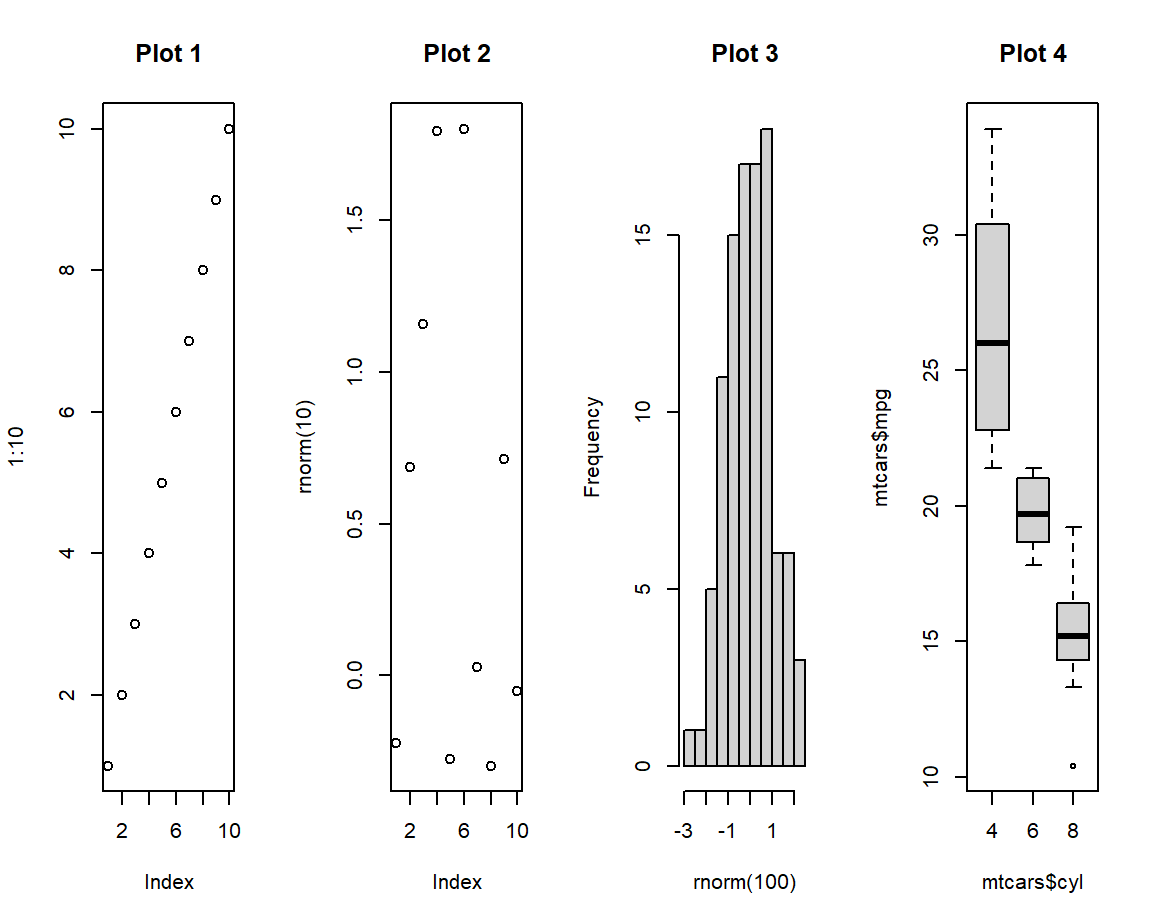 Plot 1
10
8
6
4
2
1:10
2 6 10
Index
Plot 2
1.5
1.0
0.5
0.0
rnorm(10)
2 6 10
Index
Plot 3
15
10
5
0
Frequency
-3 -1 1
rnorm(100)
Plot 4
30
25
20
15
10
mtcars$mpg
4 6 8
mtcars$cyl